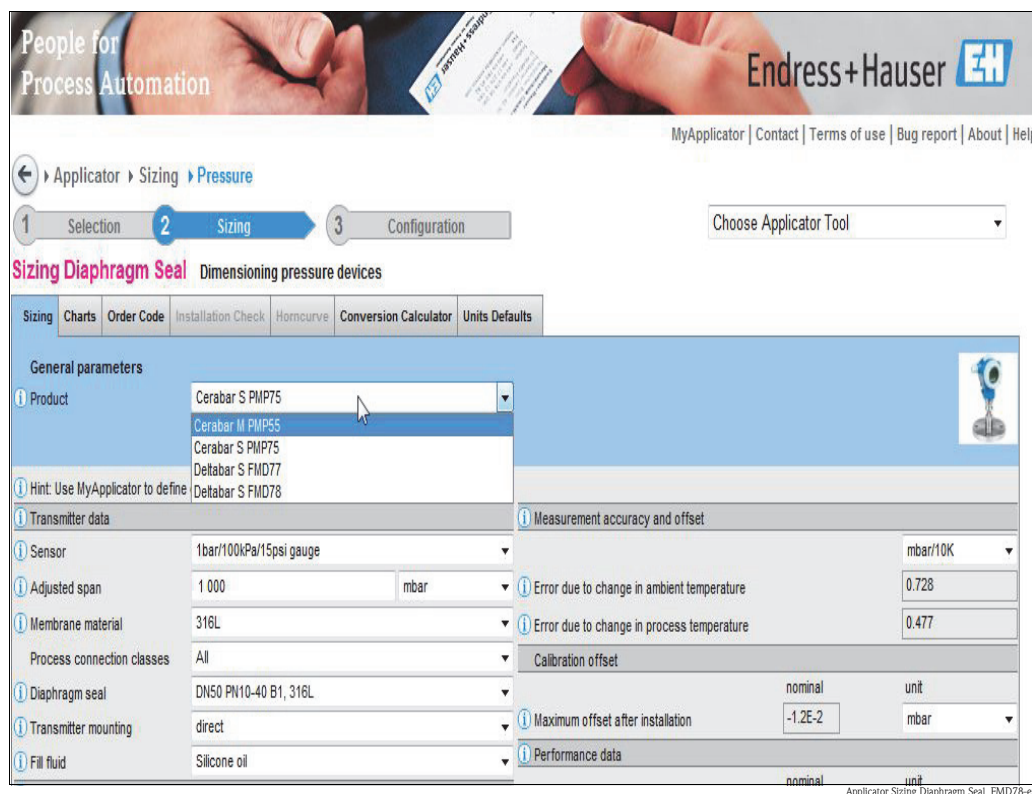 People for
Process Automation
Endress+Hauser EH
MyApplicator | Contact | Terms of use | Bug report | About | Help
Applicator Sizing Pressure
1 Selection 2 Sizing 3 Configuration
Choose Applicator Tool
Sizing Diaphragm Seal Dimensioning pressure devices
Sizing Charts Order Code Installation Check Horncurve Conversion Calculator Units Defaults
General parameters
Product Cerabar S PMP75
Cerabar M PMP55
Cerabar S PMP75
Deltabar S FMD77
Deltabar S FMD78
Hint: Use MyApplicator to define
Transmitter data
Measurement accuracy and offset
Sensor 1bar/100kPa/15psi gauge
mbar/10K
Adjusted span 1 000 mbar
Error due to change in ambient temperature 0.728
Membrane material 316L
Error due to change in process temperature 0.477
Process connection classes All
Calibration offset
Diaphragm seal DN50 PN10-40 B1, 316L
nominal unit
Transmitter mounting direct
Maximum offset after installation -1.2E-2 mbar
Fill fluid Silicone oil
Performance data
nominal unit
Applicator Sizing Diaphragm Seal_FMD78-e